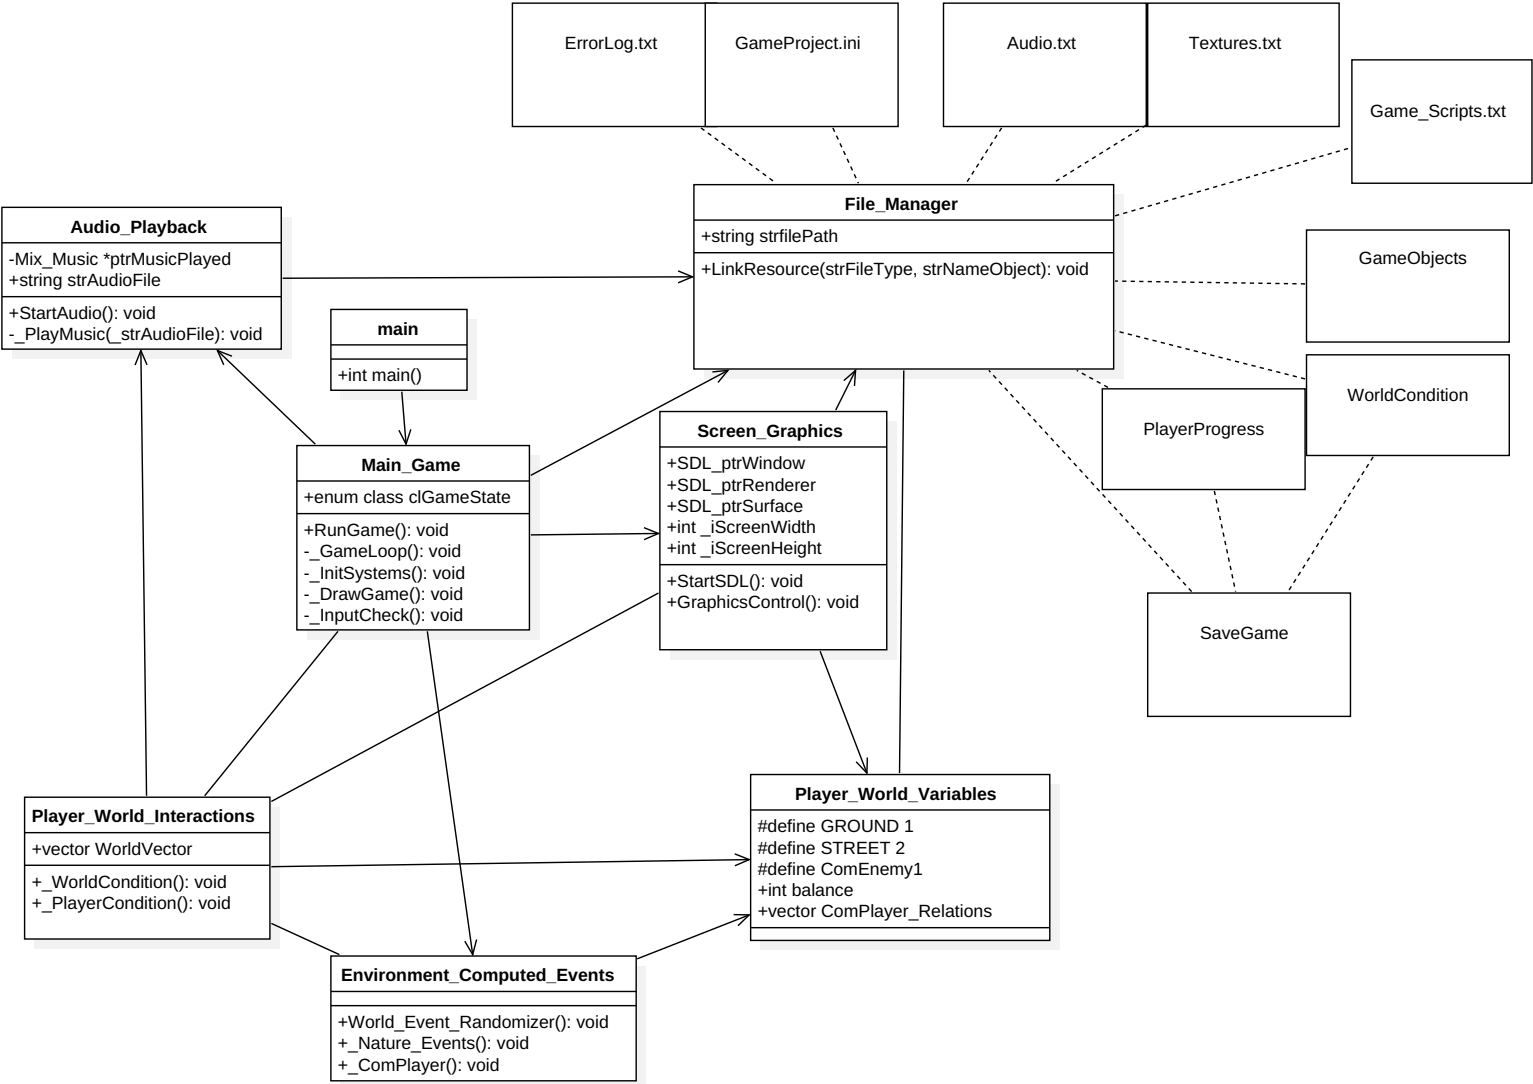 ErrorLog.txt
GameProject.ini
Audio.txt
Textures.txt
Game_Scripts.txt
File_Manager
+string strfilePath
+LinkResource(strFileType, strNameObject): void
Audio_Playback
-Mix_Music *ptrMusicPlayed
+string strAudioFile
+StartAudio(): void
-_PlayMusic(_strAudioFile): void
GameObjects
main
+int main()
WorldCondition
PlayerProgress
Screen_Graphics
+SDL_ptrWindow
+SDL_ptrRenderer
+SDL_ptrSurface
+int _iScreenWidth
+int _iScreenHeight
+StartSDL(): void
+GraphicsControl(): void
Main_Game
+enum class clGameState
+RunGame(): void
-_GameLoop(): void
-_InitSystems(): void
-_DrawGame(): void
-_InputCheck(): void
SaveGame
Player_World_Interactions
+vector WorldVector
+_WorldCondition(): void
+_PlayerCondition(): void
Player_World_Variables
#define GROUND 1
#define STREET 2
#define ComEnemy1
+int balance
+vector ComPlayer_Relations
Environment_Computed_Events
+World_Event_Randomizer(): void
+_Nature_Events(): void
+_ComPlayer(): void